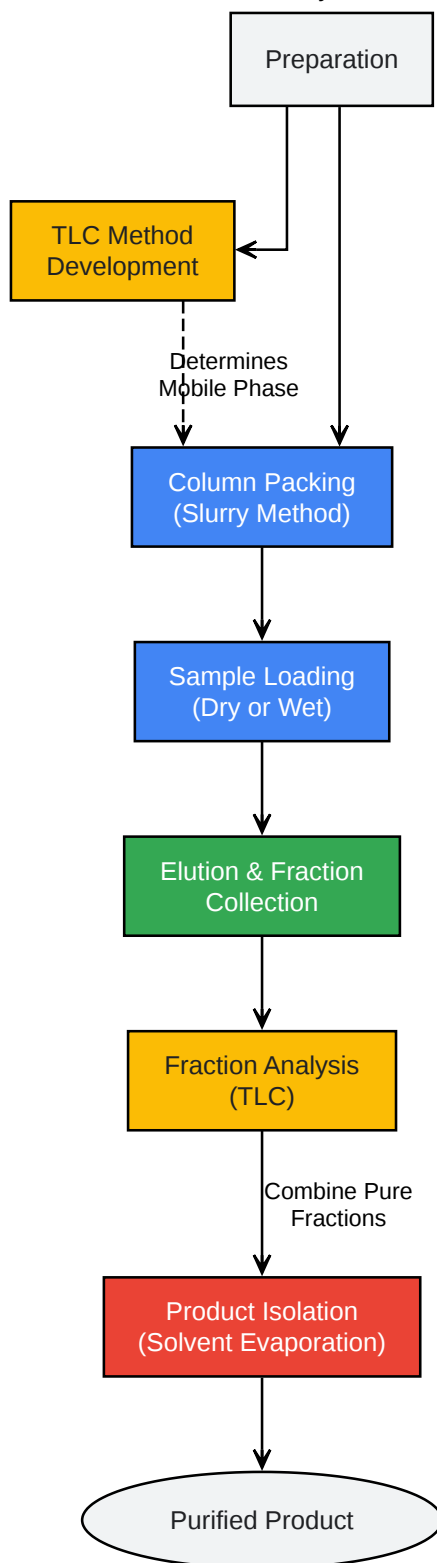 Preparation
TLC Method
Development
Determines
Mobile Phase
Column Packing
(Slurry Method)
Sample Loading
(Dry or Wet)
Elution & Fraction
Collection
Fraction Analysis
(TLC)
Combine Pure
Fractions
Product Isolation
(Solvent Evaporation)
Purified Product